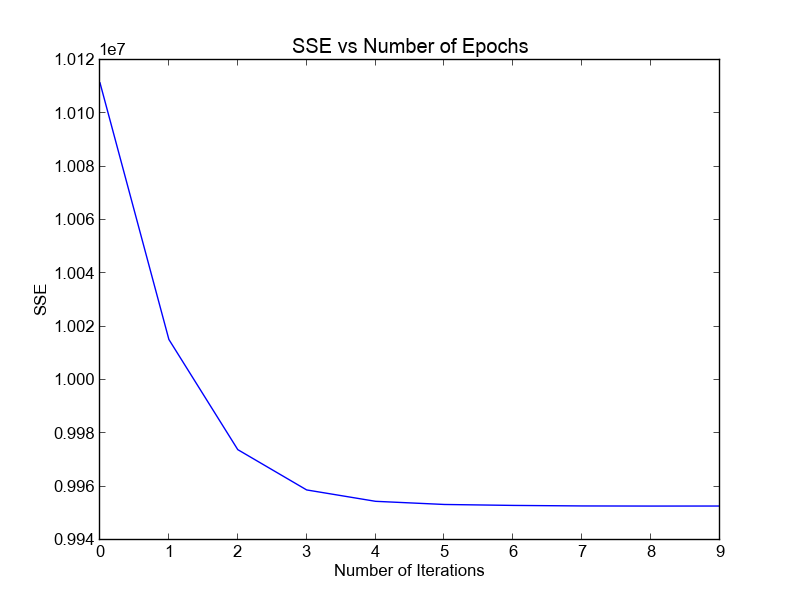 SSE vs Number of Epochs
1e7
1.012
1.010
1.008
1.006
1.004
1.002
1.000
0.998
0.996
0.994
SSE
0 1 2 3 4 5 6 7 8 9
Number of Iterations